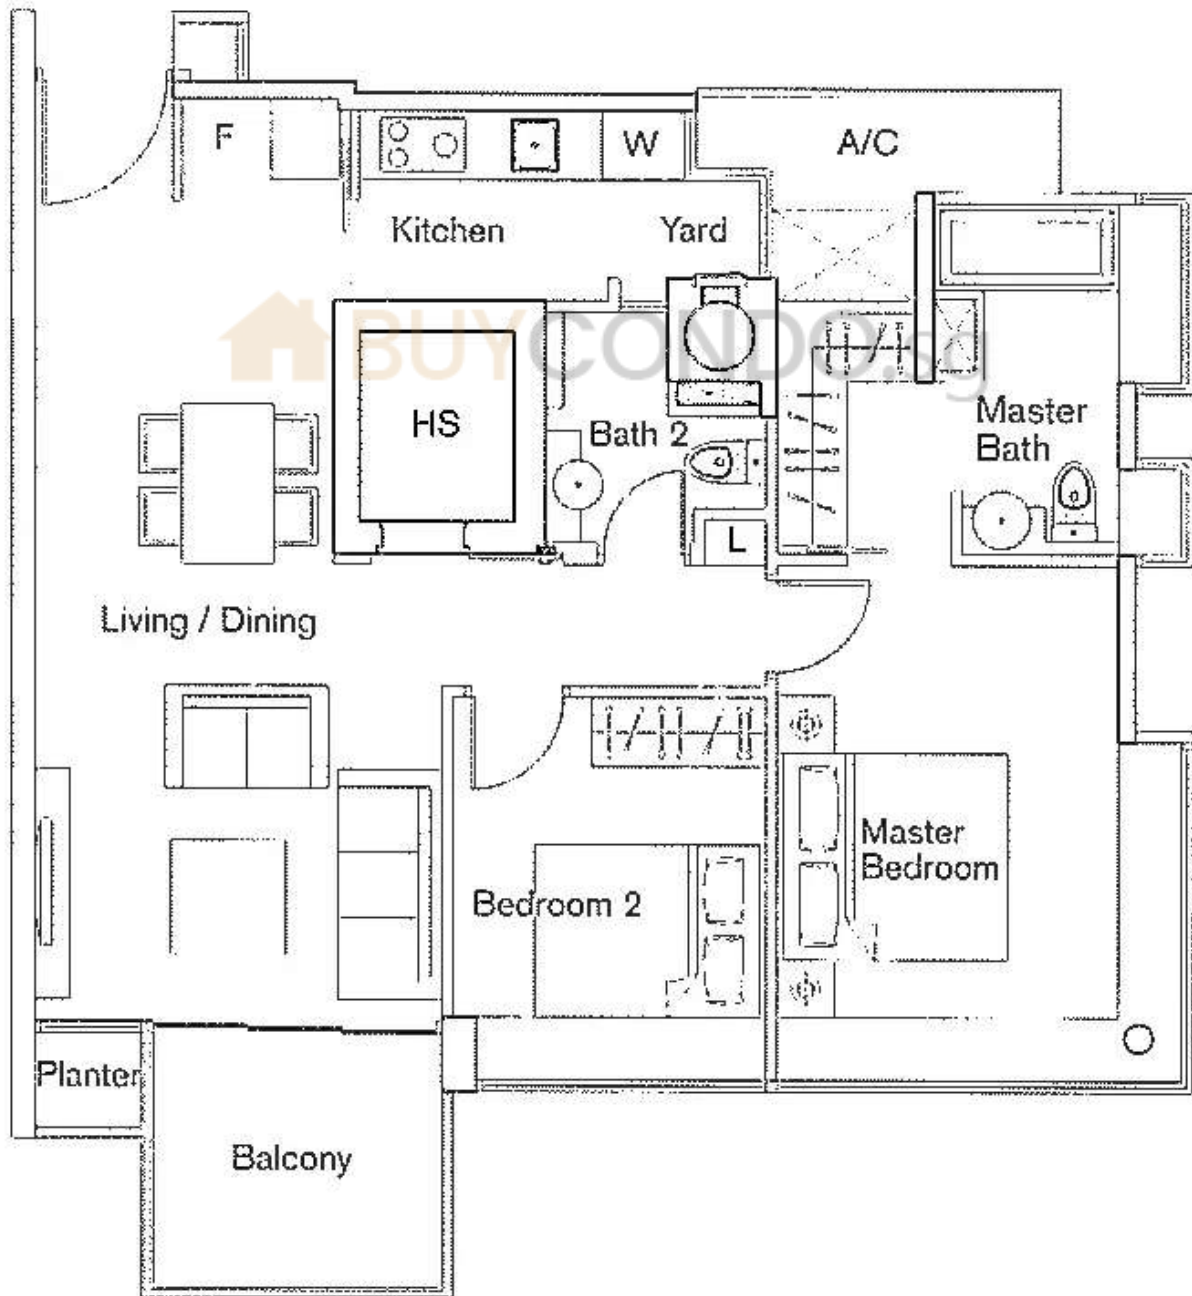 F
W
A/C
Kitchen
Yard
BUYCONDO.sg
HS
Bath 2
Master
Bath
L
Living / Dining
Master
Bedroom
Bedroom 2
Planter
Balcony